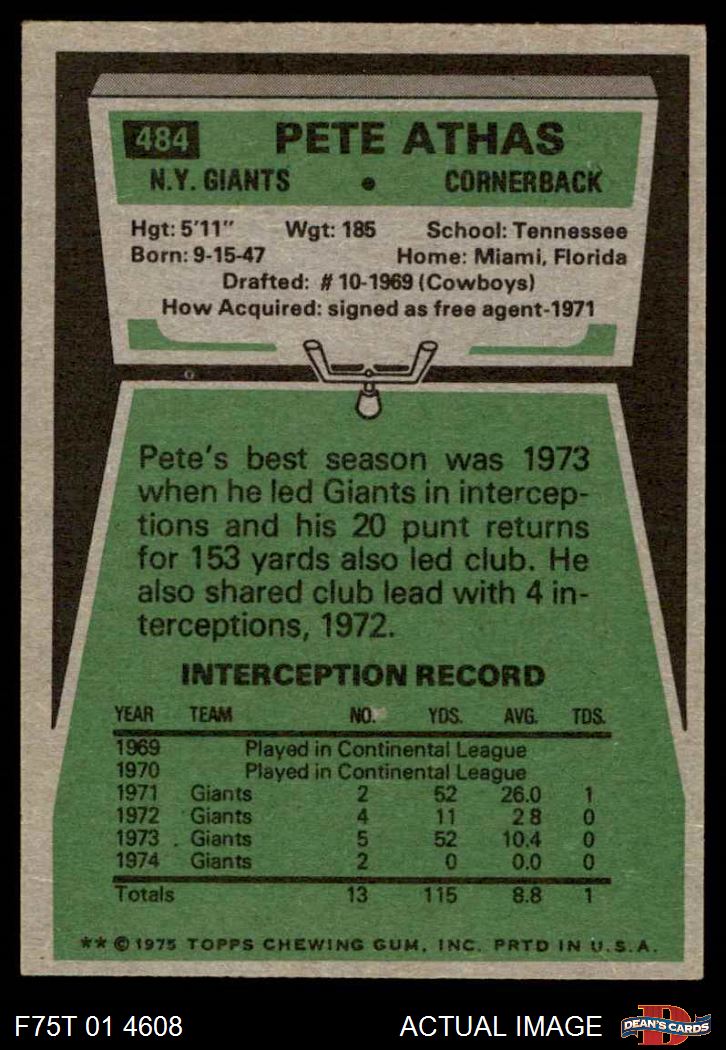 484 PETE ATHAS
N.Y. GIANTS • CORNERBACK
Hgt: 5'11" Wgt: 185 School: Tennessee
Born: 9-15-47 Home: Miami, Florida
Drafted: # 10-1969 (Cowboys)
How Acquired: signed as free agent-1971
Pete's best season was 1973
when he led Giants in intercep-
tions and his 20 punt returns
for 153 yards also led club. He
also shared club lead with 4 in-
terceptions, 1972.
INTERCEPTION RECORD
YEAR TEAM NO. YDS. AVG. TDS.
1969 Played in Continental League
1970 Played in Continental League
1971 Giants 2 52 26.0 1
1972 Giants 4 11 2.8 0
1973 Giants 5 52 10.4 0
1974 Giants 2 0 0.0 0
Totals 13 115 8.8 1
** © 1975 TOPPS CHEWING GUM, INC. PRTD IN U.S.A.
F75T 01 4608 ACTUAL IMAGE D DEAN'S CARDS